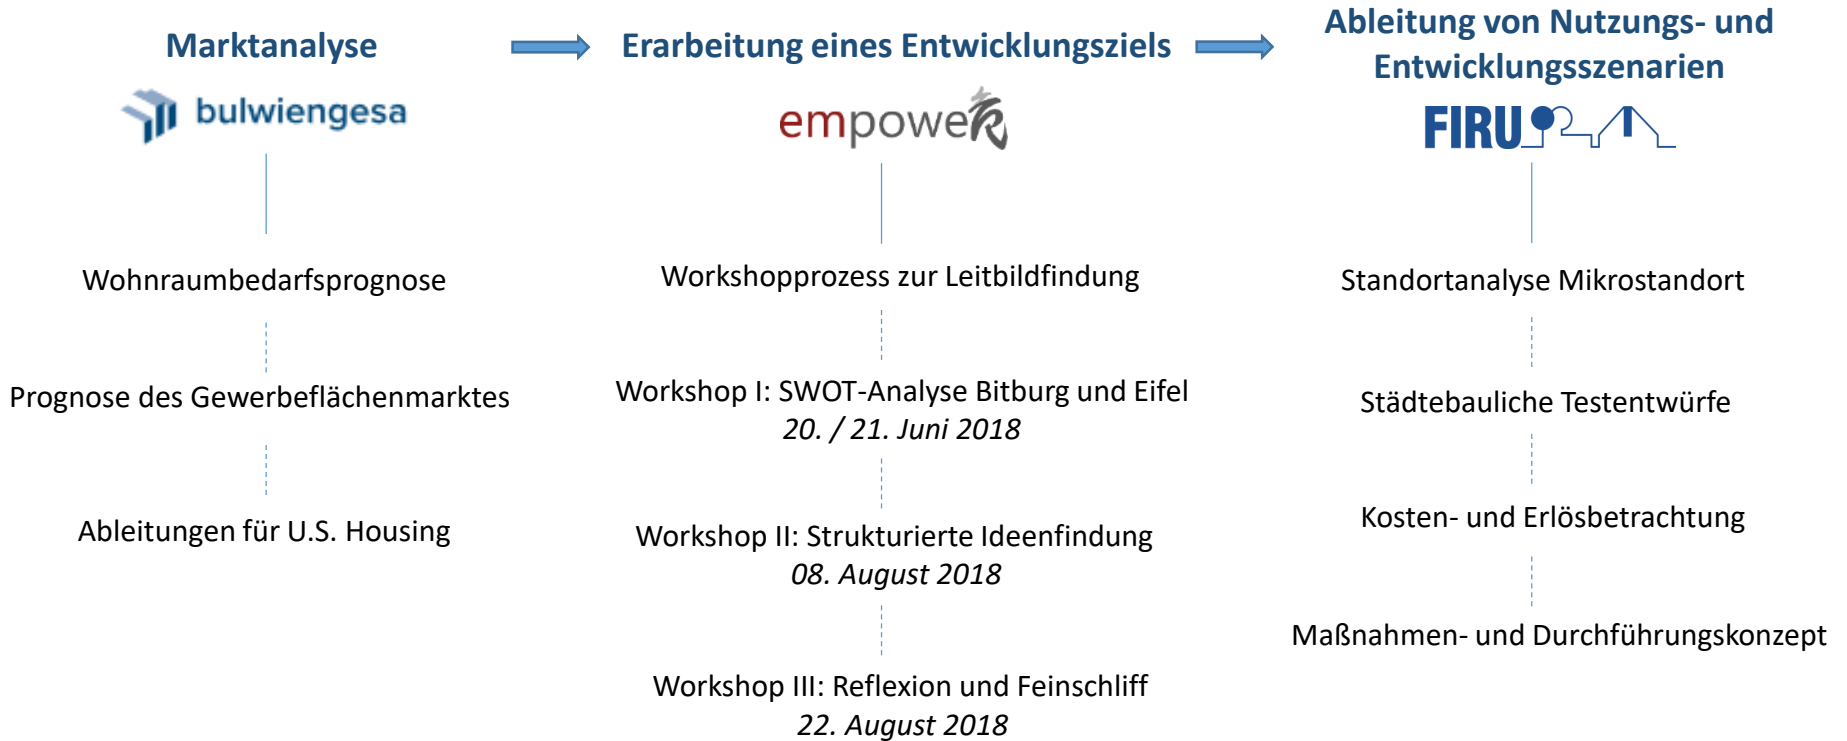 Marktanalyse
bulwiengesa
Wohnraumbedarfsprognose
Prognose des Gewerbeflächenmarktes
Ableitungen für U.S. Housing
Erarbeitung eines Entwicklungsziels
empower
Workshopprozess zur Leitbildfindung
Workshop I: SWOT-Analyse Bitburg und Eifel
20. / 21. Juni 2018
Workshop II: Strukturierte Ideenfindung
08. August 2018
Workshop III: Reflexion und Feinschliff
22. August 2018
Ableitung von Nutzungs- und
Entwicklungsszenarien
FIRU
Standortanalyse Mikrostandort
Städtebauliche Testentwürfe
Kosten- und Erlösbetrachtung
Maßnahmen- und Durchführungskonzept